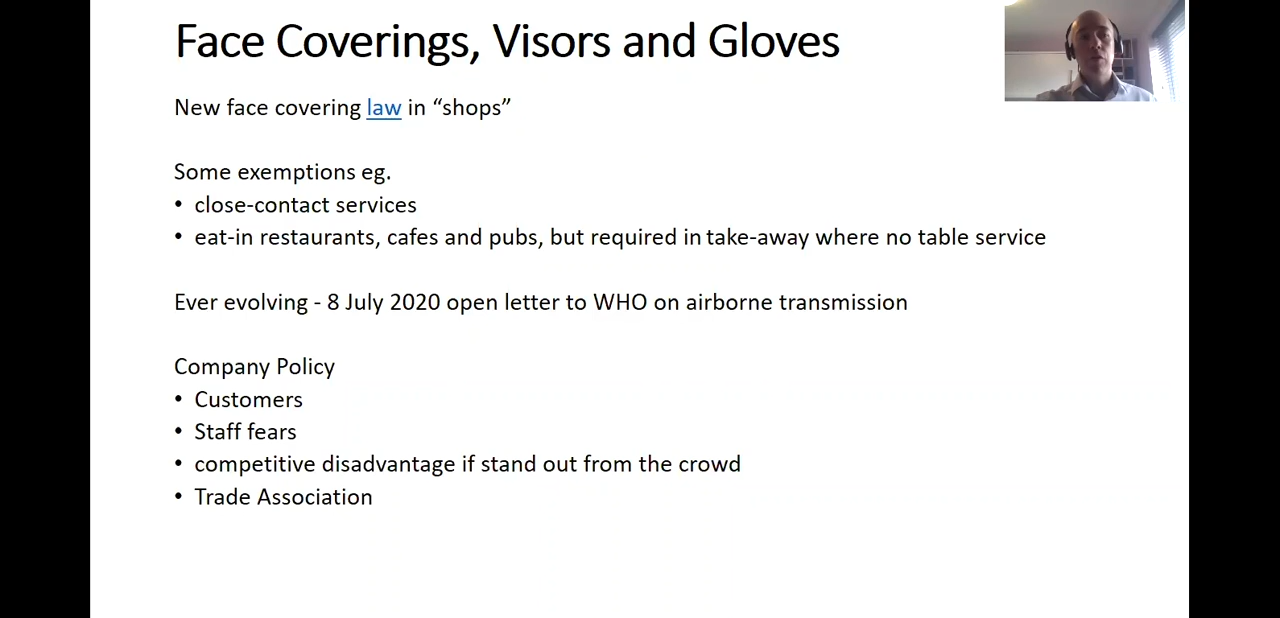 Face Coverings, Visors and Gloves
New face covering law in “shops”
Some exemptions eg.
• close-contact services
• eat-in restaurants, cafes and pubs, but required in take-away where no table service
Ever evolving - 8 July 2020 open letter to WHO on airborne transmission
Company Policy
• Customers
• Staff fears
• competitive disadvantage if stand out from the crowd
• Trade Association